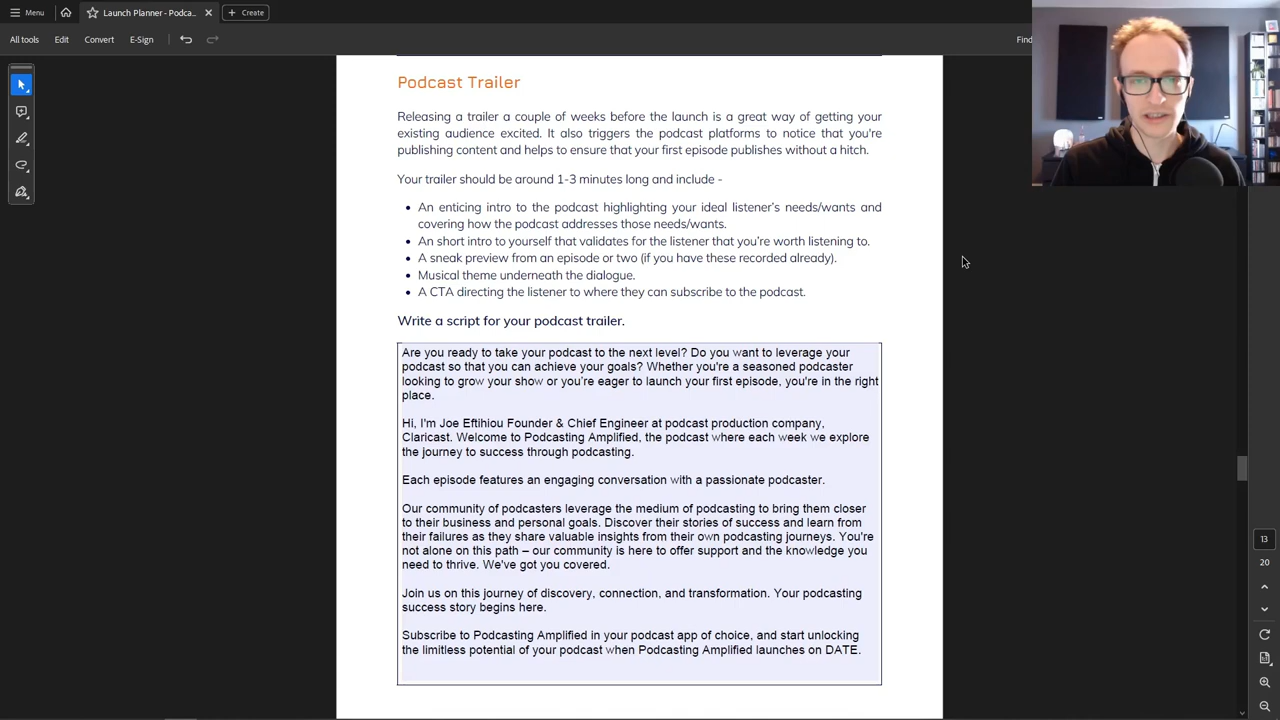 Menu
Launch Planner - Podca...
Create
All tools
Edit
Convert
E-Sign
Find
Podcast Trailer
Releasing a trailer a couple of weeks before the launch is a great way of getting your
existing audience excited. It also triggers the podcast platforms to notice that you're
publishing content and helps to ensure that your first episode publishes without a hitch.
Your trailer should be around 1-3 minutes long and include -
• An enticing intro to the podcast highlighting your ideal listener's needs/wants and
covering how the podcast addresses those needs/wants.
• An short intro to yourself that validates for the listener that you're worth listening to.
• A sneak preview from an episode or two (if you have these recorded already).
• Musical theme underneath the dialogue.
• A CTA directing the listener to where they can subscribe to the podcast.
Write a script for your podcast trailer.
Are you ready to take your podcast to the next level? Do you want to leverage your
podcast so that you can achieve your goals? Whether you're a seasoned podcaster
looking to grow your show or you're eager to launch your first episode, you're in the right
place.
Hi, I'm Joe Eftihiou Founder & Chief Engineer at podcast production company,
Claricast. Welcome to Podcasting Amplified, the podcast where each week we explore
the journey to success through podcasting.
Each episode features an engaging conversation with a passionate podcaster.
Our community of podcasters leverage the medium of podcasting to bring them closer
to their business and personal goals. Discover their stories of success and learn from
their failures as they share valuable insights from their own podcasting journeys. You're
not alone on this path – our community is here to offer support and the knowledge you
need to thrive. We've got you covered.
Join us on this journey of discovery, connection, and transformation. Your podcasting
success story begins here.
Subscribe to Podcasting Amplified in your podcast app of choice, and start unlocking
the limitless potential of your podcast when Podcasting Amplified launches on DATE.
13
20